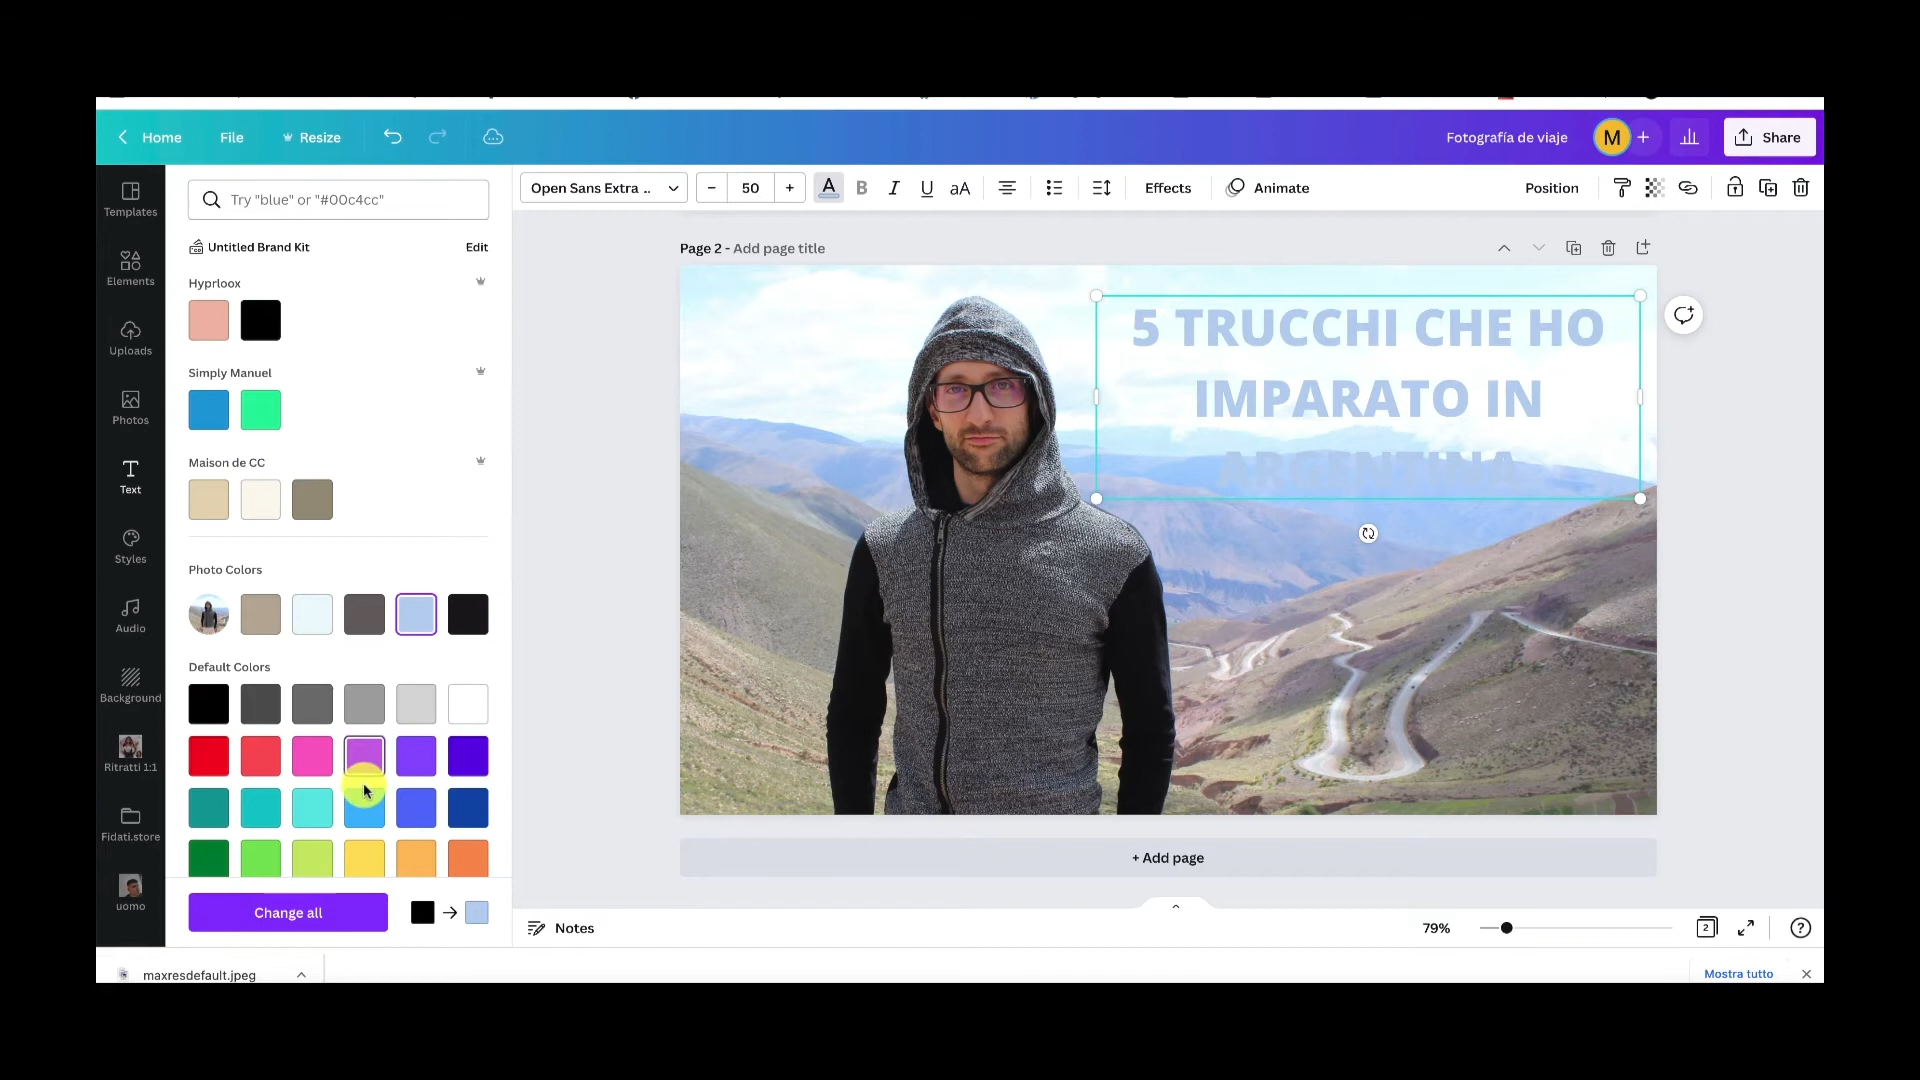 Home
File
Resize
Fotografía de viaje
M
+
Share
Templates
Elements
Uploads
Photos
Text
Styles
Audio
Background
Ritratti 1:1
Fidati.store
uomo
Try "blue" or "#00c4cc"
Untitled Brand Kit
Edit
Hyprloox
Simply Manuel
Maison de CC
Photo Colors
Default Colors
Change all
Open Sans Extra ..
− 50 +
A
B
I
U
aA
Effects
Animate
Position
Page 2 - Add page title
5 TRUCCHI CHE HO
IMPARATO IN
ARGENTINA
+ Add page
Notes
79%
2
?
maxresdefault.jpeg
Mostra tutto